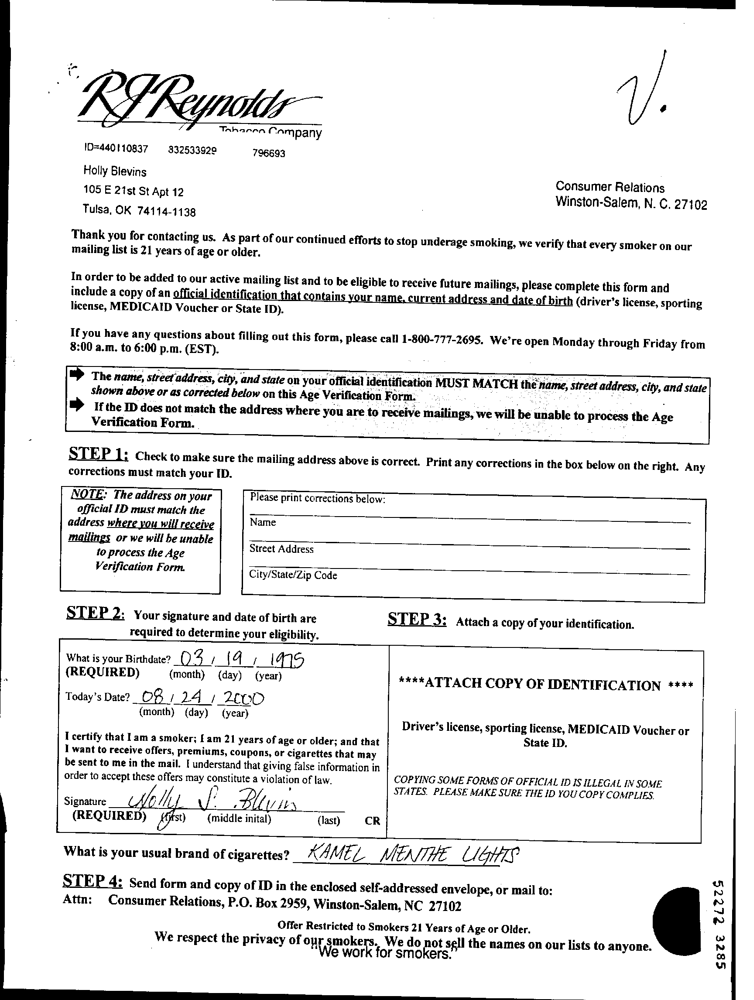 RJReynolds
Tobacco Company
ID=440110837 832533929 796693
Holly Blevins
105 E 21st St Apt 12
Tulsa, OK 74114-1138
Consumer Relations
Winston-Salem, N. C. 27102
Thank you for contacting us. As part of our continued efforts to stop underage smoking, we verify that every smoker on our
mailing list is 21 years of age or older.
In order to be added to our active mailing list and to be eligible to receive future mailings, please complete this form and
include a copy of an official identification that contains your name, current address and date of birth (driver's license, sporting
license, MEDICAID Voucher or State ID).
If you have any questions about filling out this form, please call 1-800-777-2695. We're open Monday through Friday from
8:00 a.m. to 6:00 p.m. (EST).
The name, street address, city, and state on your official identification MUST MATCH the name, street address, city, and state
shown above or as corrected below on this Age Verification Form.
If the ID does not match the address where you are to receive mailings, we will be unable to process the Age
Verification Form.
STEP 1: Check to make sure the mailing address above is correct. Print any corrections in the box below on the right. Any
corrections must match your ID.
NOTE: The address on your
official ID must match the
address where you will receive
mailings or we will be unable
to process the Age
Verification Form.
Please print corrections below:
Name
Street Address
City/State/Zip Code
STEP 2: Your signature and date of birth are
required to determine your eligibility.
What is your Birthdate? 03 / 19 / 1975
(REQUIRED) (month) (day) (year)
Today's Date? 08 / 24 / 2000
(month) (day) (year)
I certify that I am a smoker; I am 21 years of age or older; and that
I want to receive offers, premiums, coupons, or cigarettes that may
be sent to me in the mail. I understand that giving false information in
order to accept these offers may constitute a violation of law.
Signature Holly J. Blevins
(REQUIRED) (first) (middle inital) (last) CR
STEP 3: Attach a copy of your identification.
****ATTACH COPY OF IDENTIFICATION ****
Driver's license, sporting license, MEDICAID Voucher or
State ID.
COPYING SOME FORMS OF OFFICIAL ID IS ILLEGAL IN SOME
STATES. PLEASE MAKE SURE THE ID YOU COPY COMPLIES.
What is your usual brand of cigarettes? KAMEL MENTHE LIGHTS
STEP 4: Send form and copy of ID in the enclosed self-addressed envelope, or mail to:
Attn: Consumer Relations, P.O. Box 2959, Winston-Salem, NC 27102
Offer Restricted to Smokers 21 Years of Age or Older.
We respect the privacy of our smokers. We do not sell the names on our lists to anyone.
"We work for smokers."
52272 3285